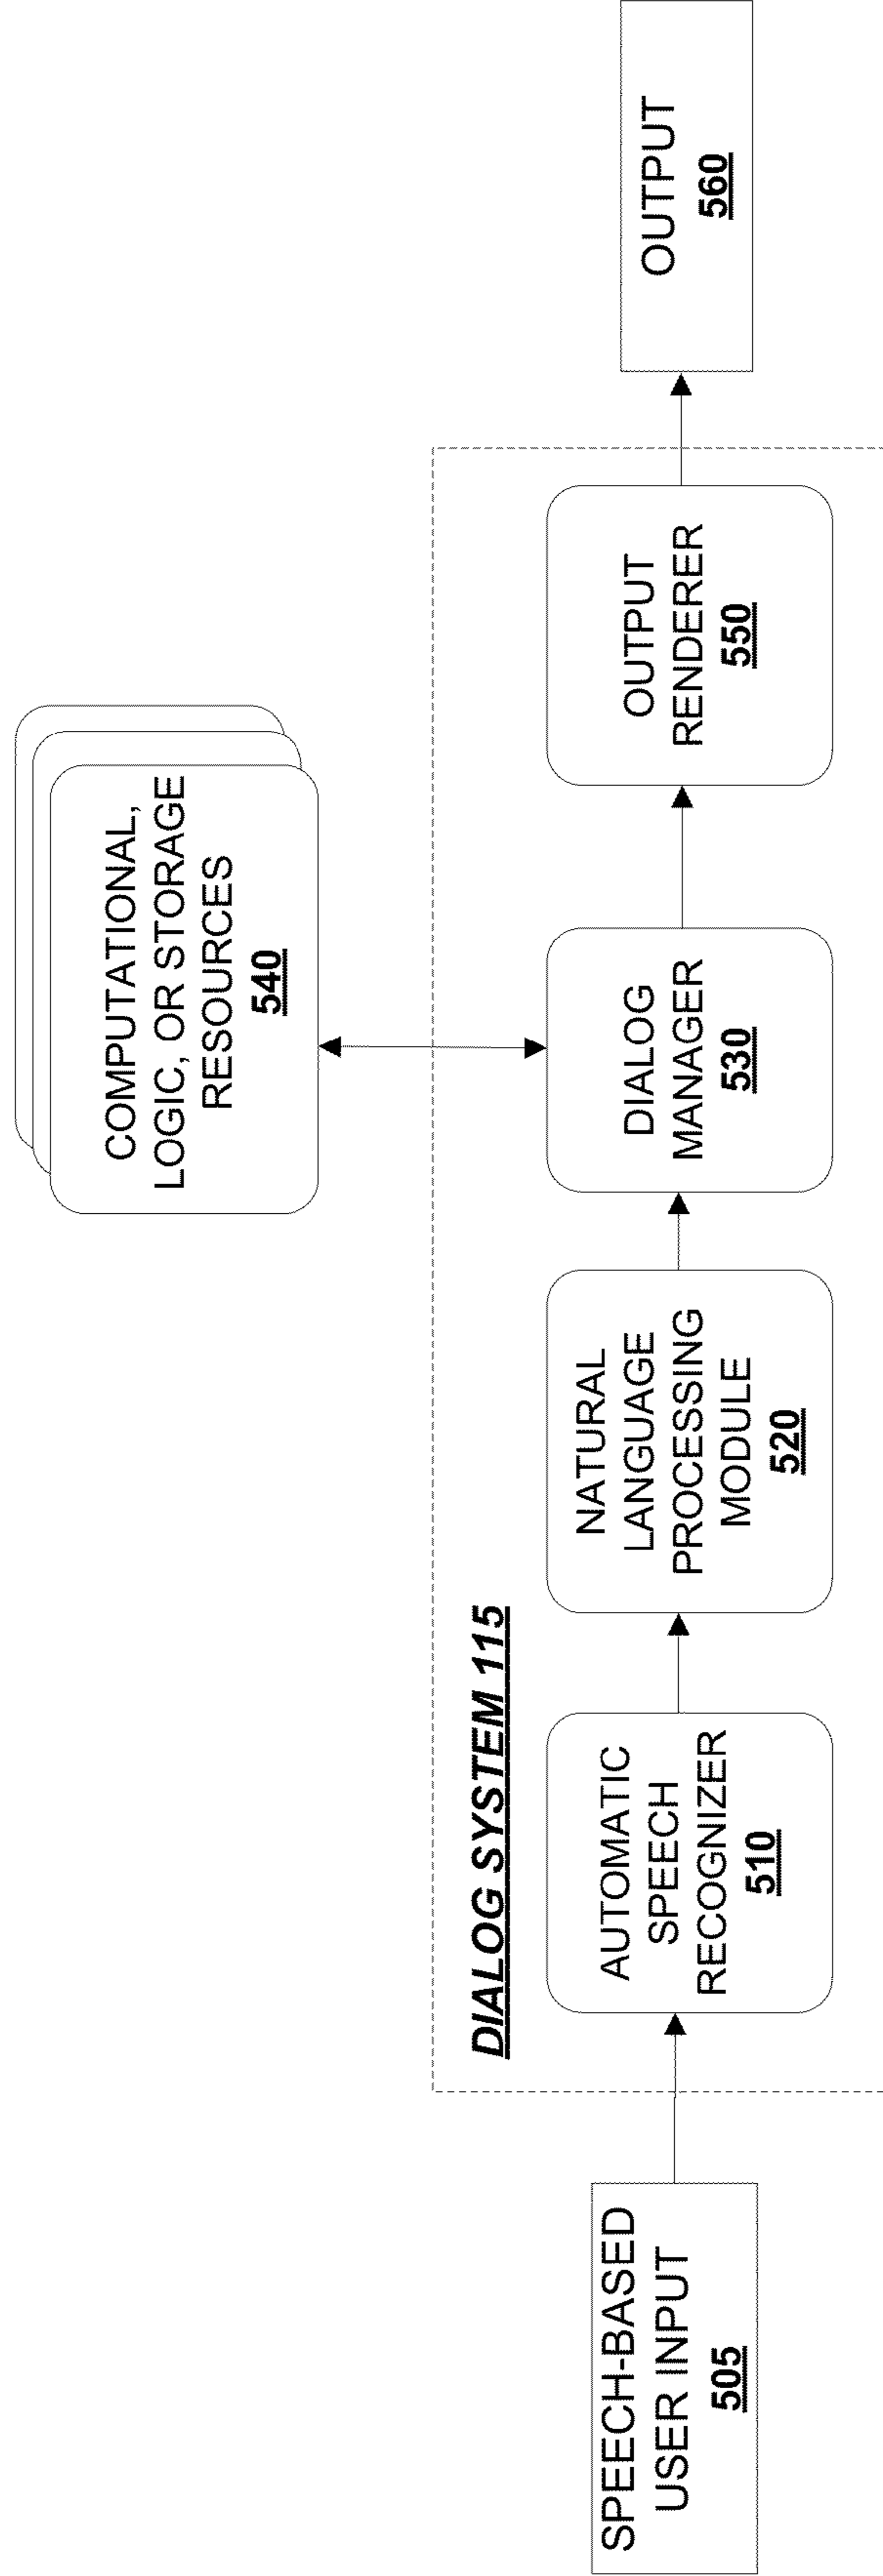 COMPUTATIONAL,
LOGIC, OR STORAGE
RESOURCES
540
DIALOG SYSTEM 115
SPEECH-BASED
USER INPUT
505
AUTOMATIC
SPEECH
RECOGNIZER
510
NATURAL
LANGUAGE
PROCESSING
MODULE
520
DIALOG
MANAGER
530
OUTPUT
RENDERER
550
OUTPUT
560